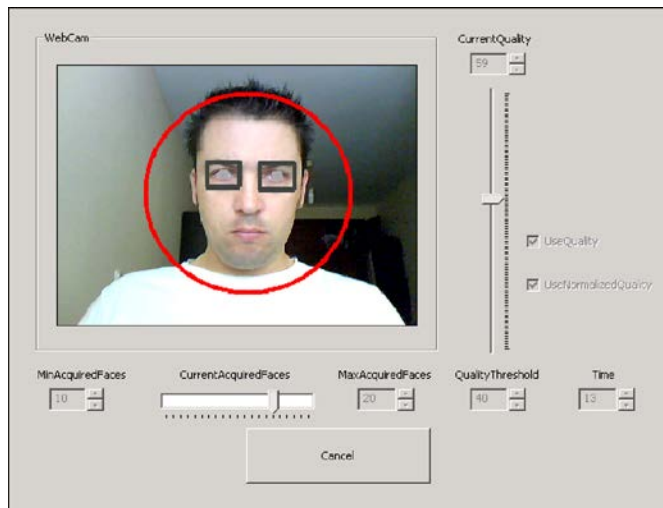 WebCam
CurrentQuality
59
UseQuality
UseNormalizedQuality
MinAcquiredFaces
CurrentAcquiredFaces
MaxAcquiredFaces
QualityThreshold
Time
10
20
40
13
Cancel